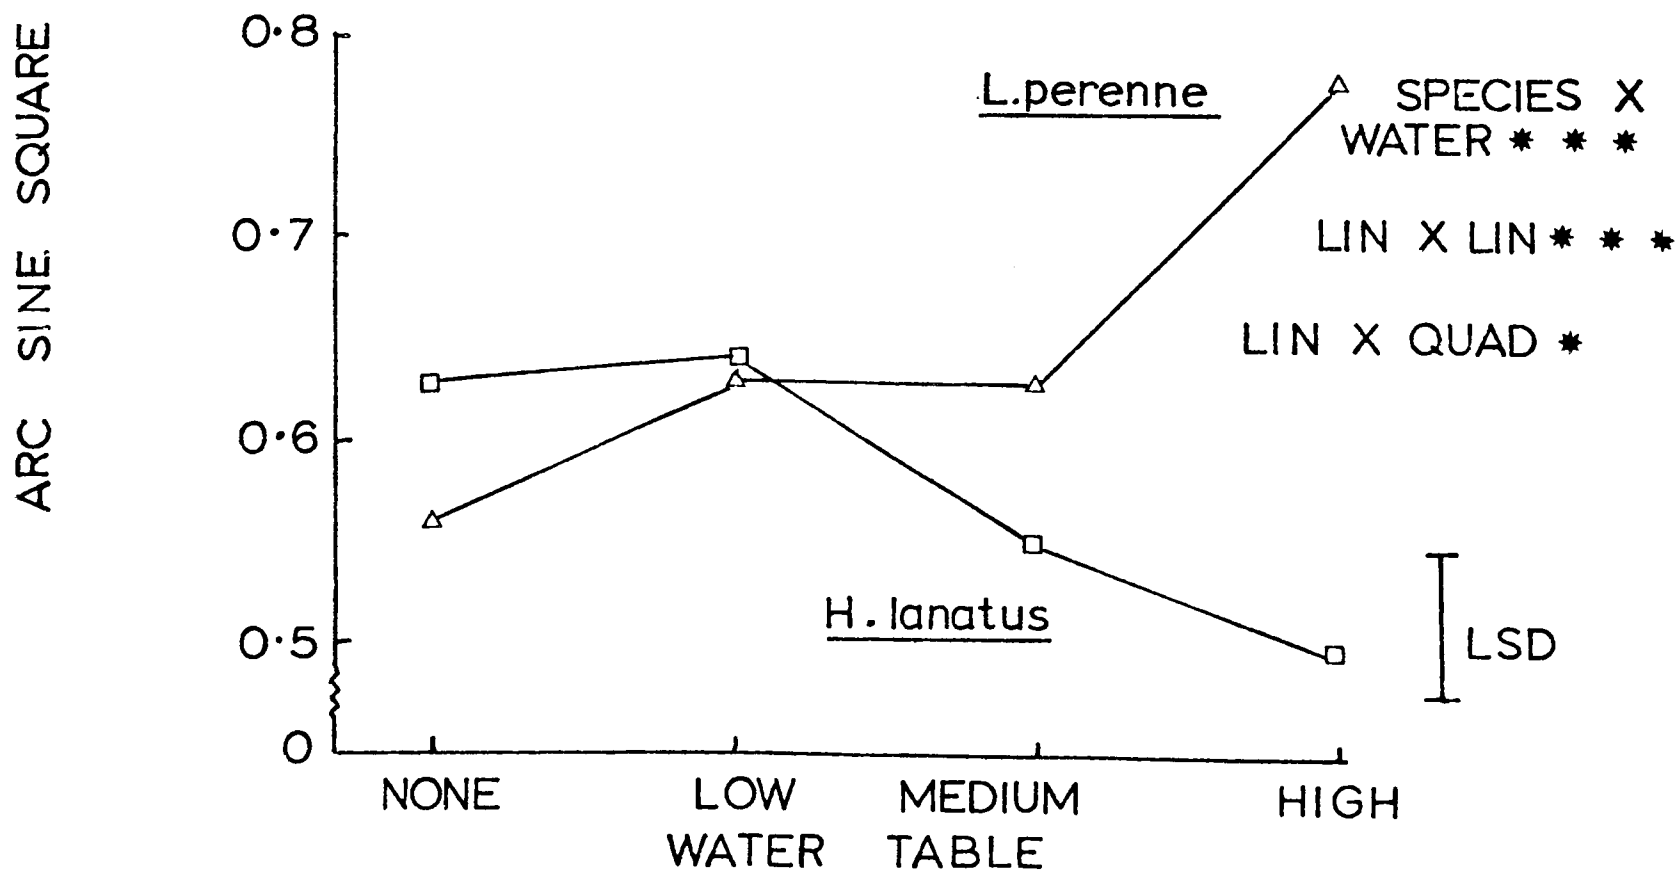 ARC SINE SQUARE
0.8
0.7
0.6
0.5
0
L.perenne
SPECIES X
WATER * * *
LIN X LIN * * *
LIN X QUAD *
H. lanatus
LSD
NONE LOW MEDIUM HIGH
WATER TABLE